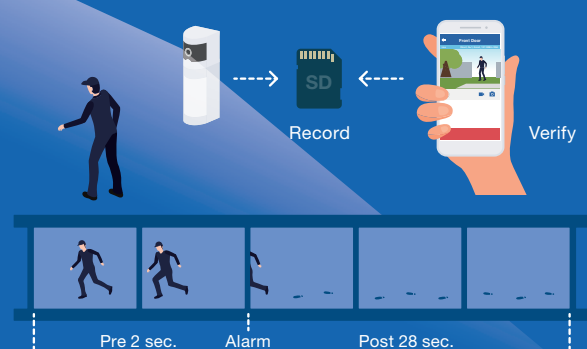 Front Door
SD
Record
Verify
Pre 2 sec.
Alarm
Post 28 sec.